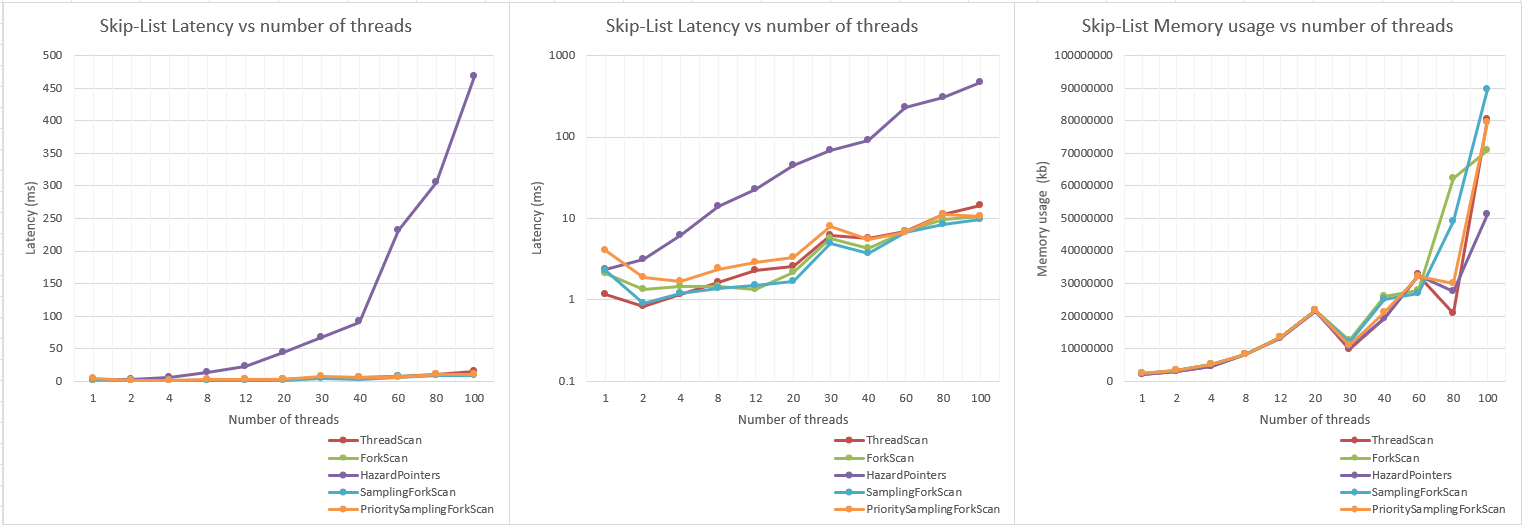 Skip-List Latency vs number of threads
500
450
400
350
300
250
200
150
100
50
0
Latency (ms)
1 2 4 8 12 20 30 40 60 80 100
Number of threads
ThreadScan
ForkScan
HazardPointers
SamplingForkScan
PrioritySamplingForkScan
Skip-List Latency vs number of threads
1000
100
10
1
0.1
Latency (ms)
1 2 4 8 12 20 30 40 60 80 100
Number of threads
ThreadScan
ForkScan
HazardPointers
SamplingForkScan
PrioritySamplingForkScan
Skip-List Memory usage vs number of threads
100000000
90000000
80000000
70000000
60000000
50000000
40000000
30000000
20000000
10000000
0
Memory usage (kb)
1 2 4 8 12 20 30 40 60 80 100
Number of threads
ThreadScan
ForkScan
HazardPointers
SamplingForkScan
PrioritySamplingForkScan